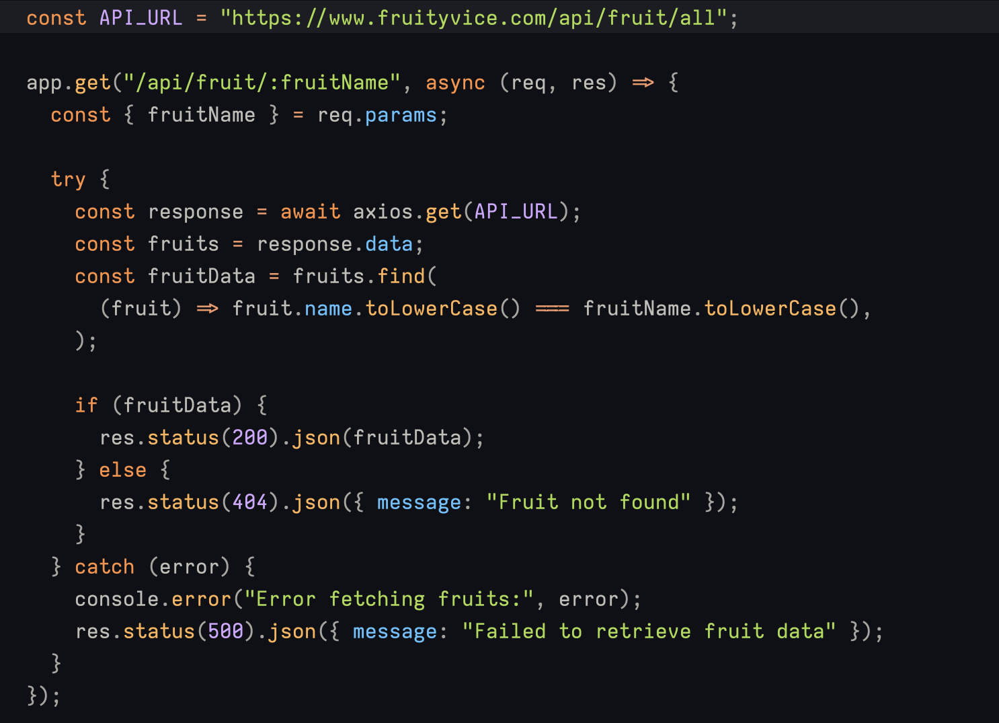 const API_URL = "https://www.fruityvice.com/api/fruit/all";

app.get("/api/fruit/:fruitName", async (req, res) => {
  const { fruitName } = req.params;

  try {
    const response = await axios.get(API_URL);
    const fruits = response.data;
    const fruitData = fruits.find(
      (fruit) => fruit.name.toLowerCase() === fruitName.toLowerCase(),
    );

    if (fruitData) {
      res.status(200).json(fruitData);
    } else {
      res.status(404).json({ message: "Fruit not found" });
    }
  } catch (error) {
    console.error("Error fetching fruits:", error);
    res.status(500).json({ message: "Failed to retrieve fruit data" });
  }
});